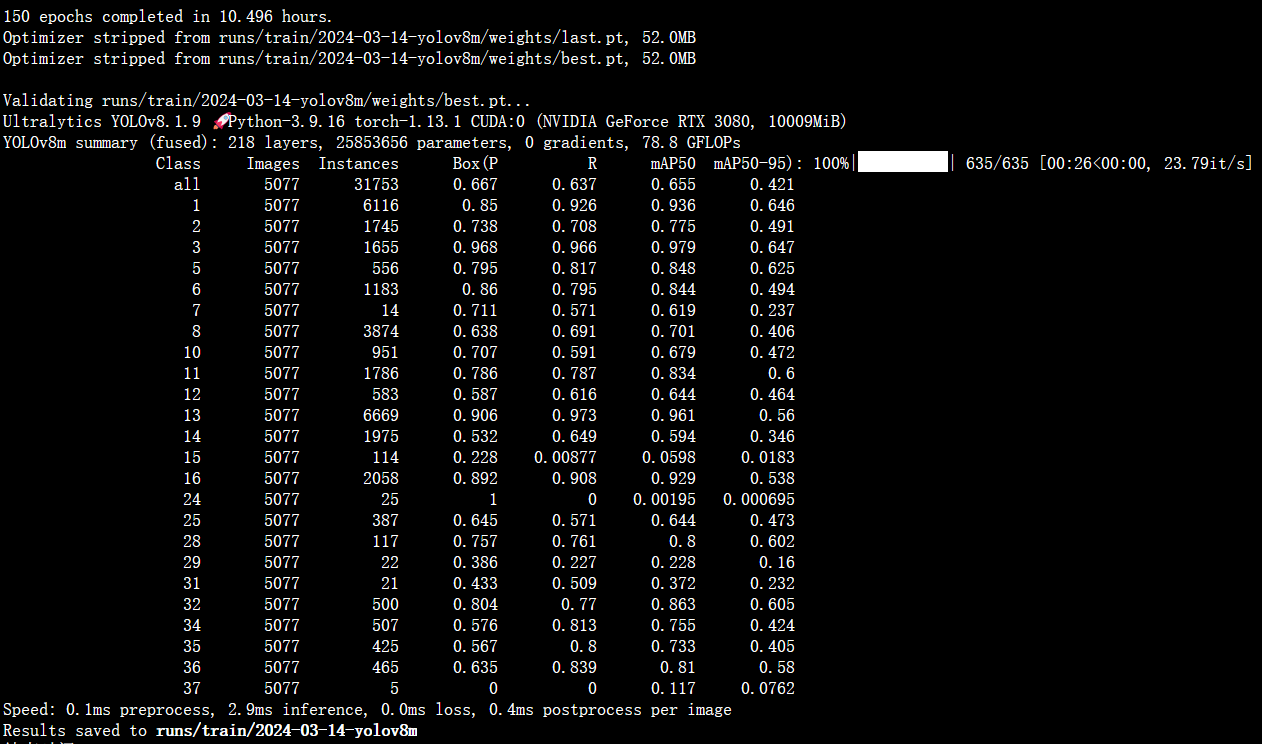 150 epochs completed in 10.496 hours.
Optimizer stripped from runs/train/2024-03-14-yolov8m/weights/last.pt, 52.0MB
Optimizer stripped from runs/train/2024-03-14-yolov8m/weights/best.pt, 52.0MB
Validating runs/train/2024-03-14-yolov8m/weights/best.pt...
Ultralytics YOLOv8.1.9 🚀Python-3.9.16 torch-1.13.1 CUDA:0 (NVIDIA GeForce RTX 3080, 10009MiB)
YOLOv8m summary (fused): 218 layers, 25853656 parameters, 0 gradients, 78.8 GFLOPs
Class Images Instances Box(P R mAP50 mAP50-95): 100%|██████████| 635/635 [00:26<00:00, 23.79it/s]
all 5077 31753 0.667 0.637 0.655 0.421
1 5077 6116 0.85 0.926 0.936 0.646
2 5077 1745 0.738 0.708 0.775 0.491
3 5077 1655 0.968 0.966 0.979 0.647
5 5077 556 0.795 0.817 0.848 0.625
6 5077 1183 0.86 0.795 0.844 0.494
7 5077 14 0.711 0.571 0.619 0.237
8 5077 3874 0.638 0.691 0.701 0.406
10 5077 951 0.707 0.591 0.679 0.472
11 5077 1786 0.786 0.787 0.834 0.6
12 5077 583 0.587 0.616 0.644 0.464
13 5077 6669 0.906 0.973 0.961 0.56
14 5077 1975 0.532 0.649 0.594 0.346
15 5077 114 0.228 0.00877 0.0598 0.0183
16 5077 2058 0.892 0.908 0.929 0.538
24 5077 25 1 0 0.00195 0.000695
25 5077 387 0.645 0.571 0.644 0.473
28 5077 117 0.757 0.761 0.8 0.602
29 5077 22 0.386 0.227 0.228 0.16
31 5077 21 0.433 0.509 0.372 0.232
32 5077 500 0.804 0.77 0.863 0.605
34 5077 507 0.576 0.813 0.755 0.424
35 5077 425 0.567 0.8 0.733 0.405
36 5077 465 0.635 0.839 0.81 0.58
37 5077 5 0 0 0.117 0.0762
Speed: 0.1ms preprocess, 2.9ms inference, 0.0ms loss, 0.4ms postprocess per image
Results saved to runs/train/2024-03-14-yolov8m